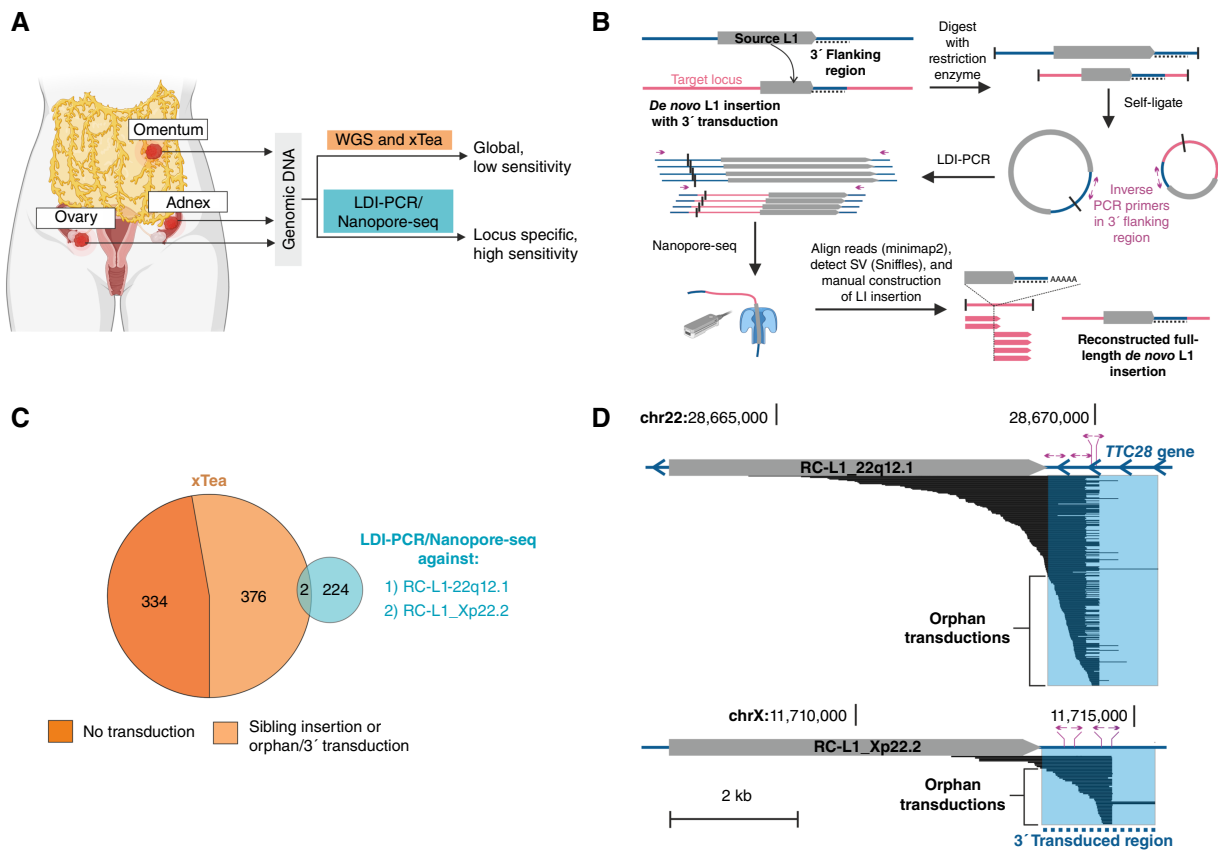 A
Omentum
Ovary
Adnex
Genomic DNA
WGS and xTea
LDI-PCR/
Nanopore-seq
Global,
low sensitivity
Locus specific,
high sensitivity
B
Source L1
3´ Flanking
region
Target locus
De novo L1 insertion
with 3´ transduction
Digest
with
restriction
enzyme
Self-ligate
LDI-PCR
Inverse
PCR primers
in 3´ flanking
region
Nanopore-seq
Align reads (minimap2),
detect SV (Sniffles), and
manual construction
of LI insertion
AAAAA
Reconstructed full-
length de novo L1
insertion
C
xTea
334
376
2
224
LDI-PCR/Nanopore-seq
against:
1) RC-L1-22q12.1
2) RC-L1_Xp22.2
No transduction
Sibling insertion or
orphan/3´ transduction
D
chr22:28,665,000
28,670,000
TTC28 gene
RC-L1_22q12.1
Orphan
transductions
chrX:11,710,000
11,715,000
RC-L1_Xp22.2
Orphan
transductions
2 kb
3´ Transduced region